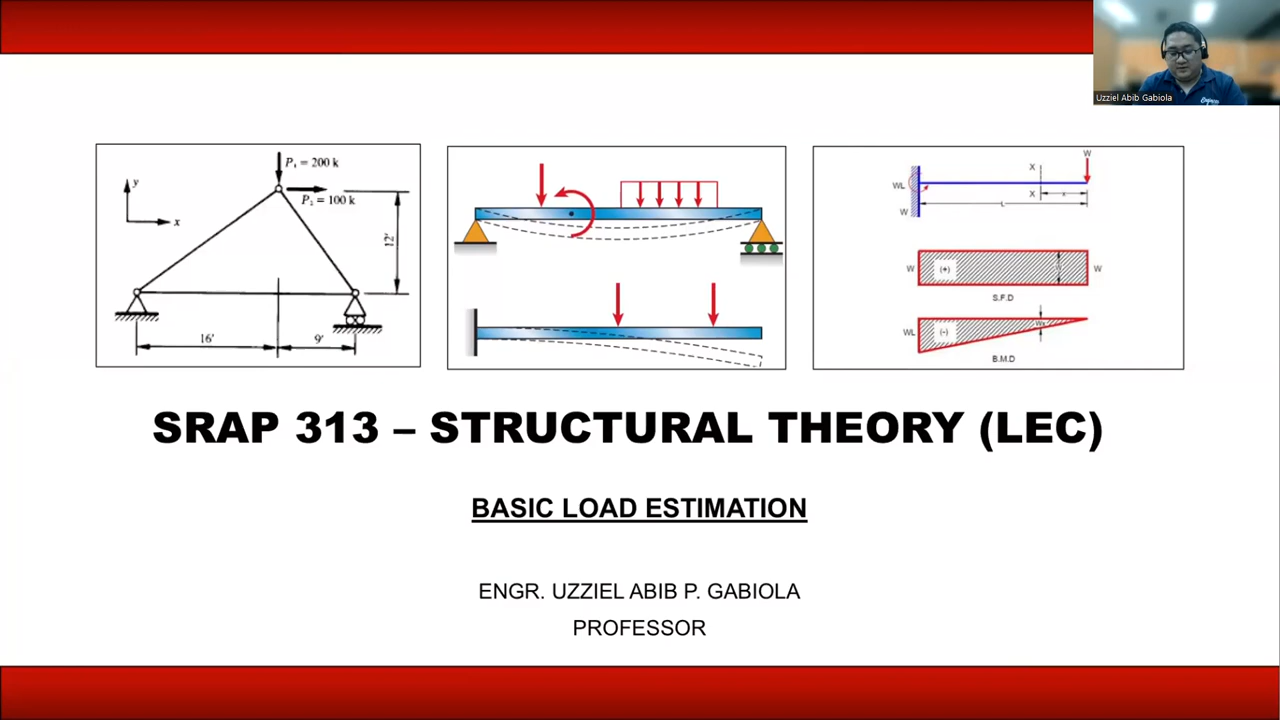 Uzziel Abib Gabiola
P₁ = 200 k
P₂ = 100 k
y
x
12'
16'
9'
W
X
WL
X
x
W
L
W
(+)
W
S.F.D
WL
(-)
Wx
B.M.D
SRAP 313 – STRUCTURAL THEORY (LEC)
BASIC LOAD ESTIMATION
ENGR. UZZIEL ABIB P. GABIOLA
PROFESSOR